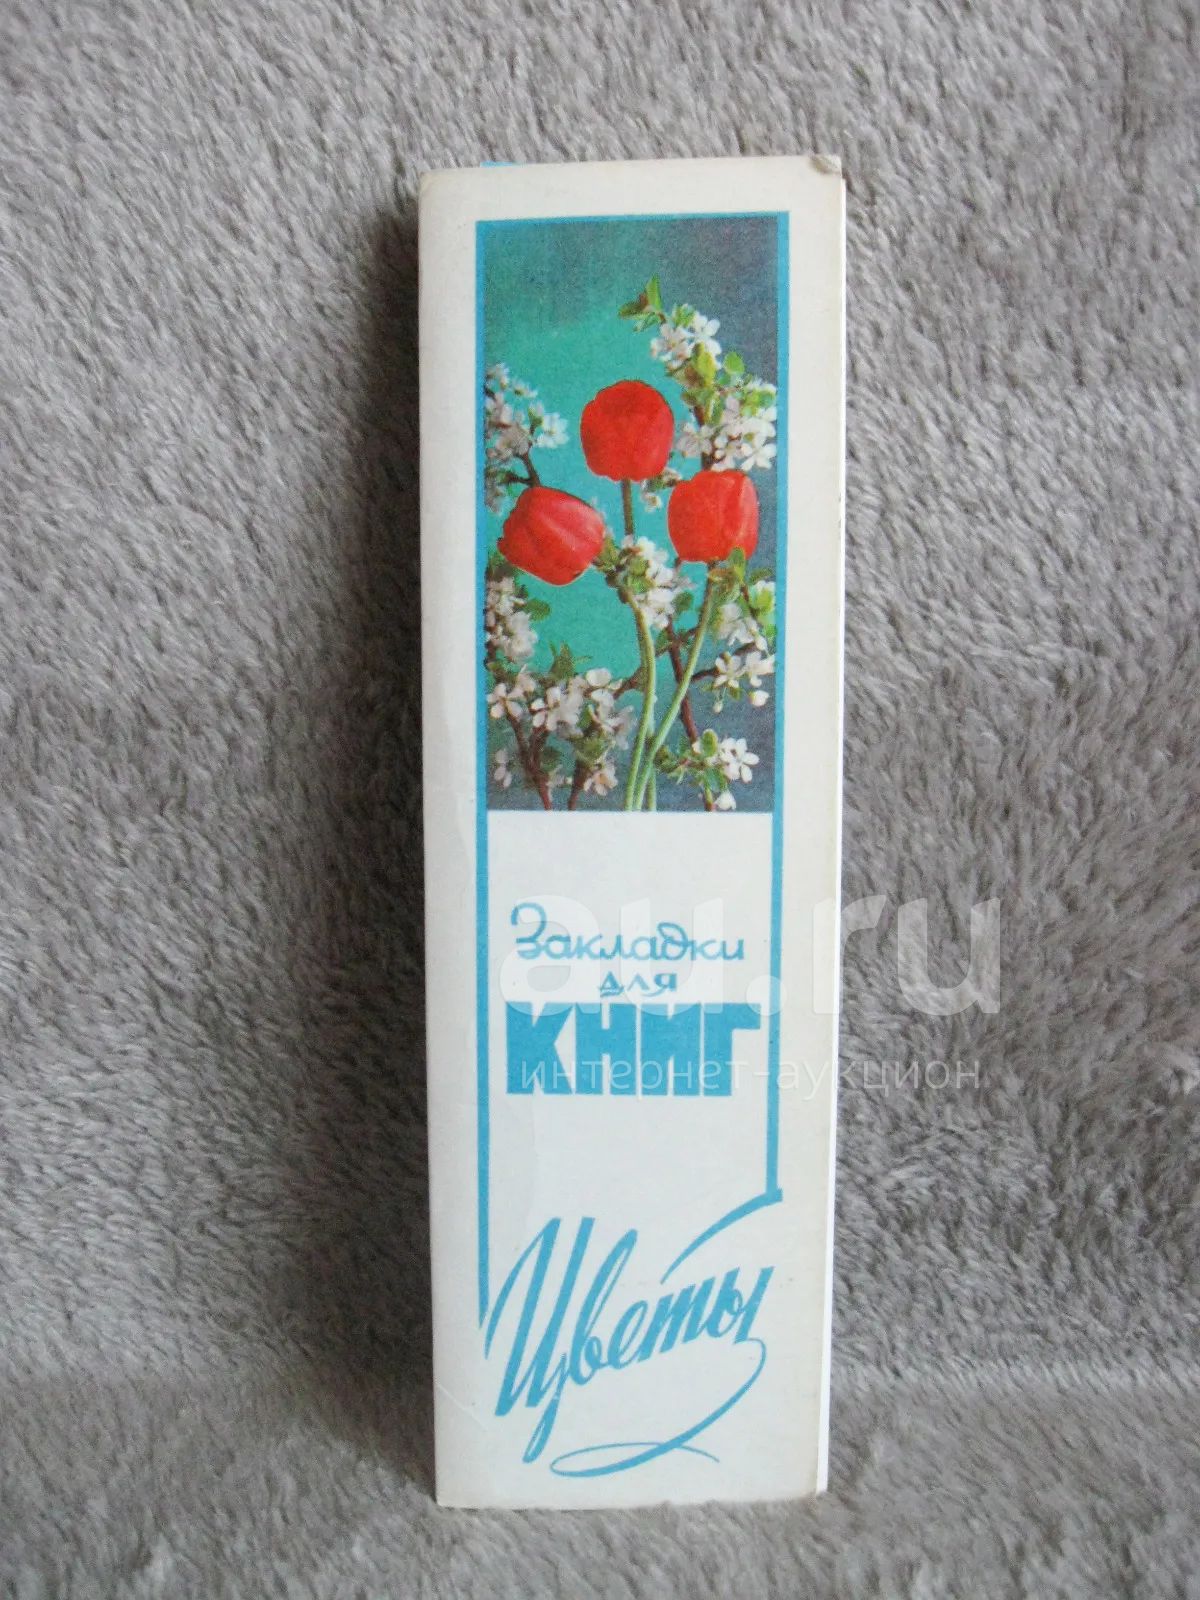 Закладки
для
КНИГ
Цветы
au.ru
интернет-аукцион